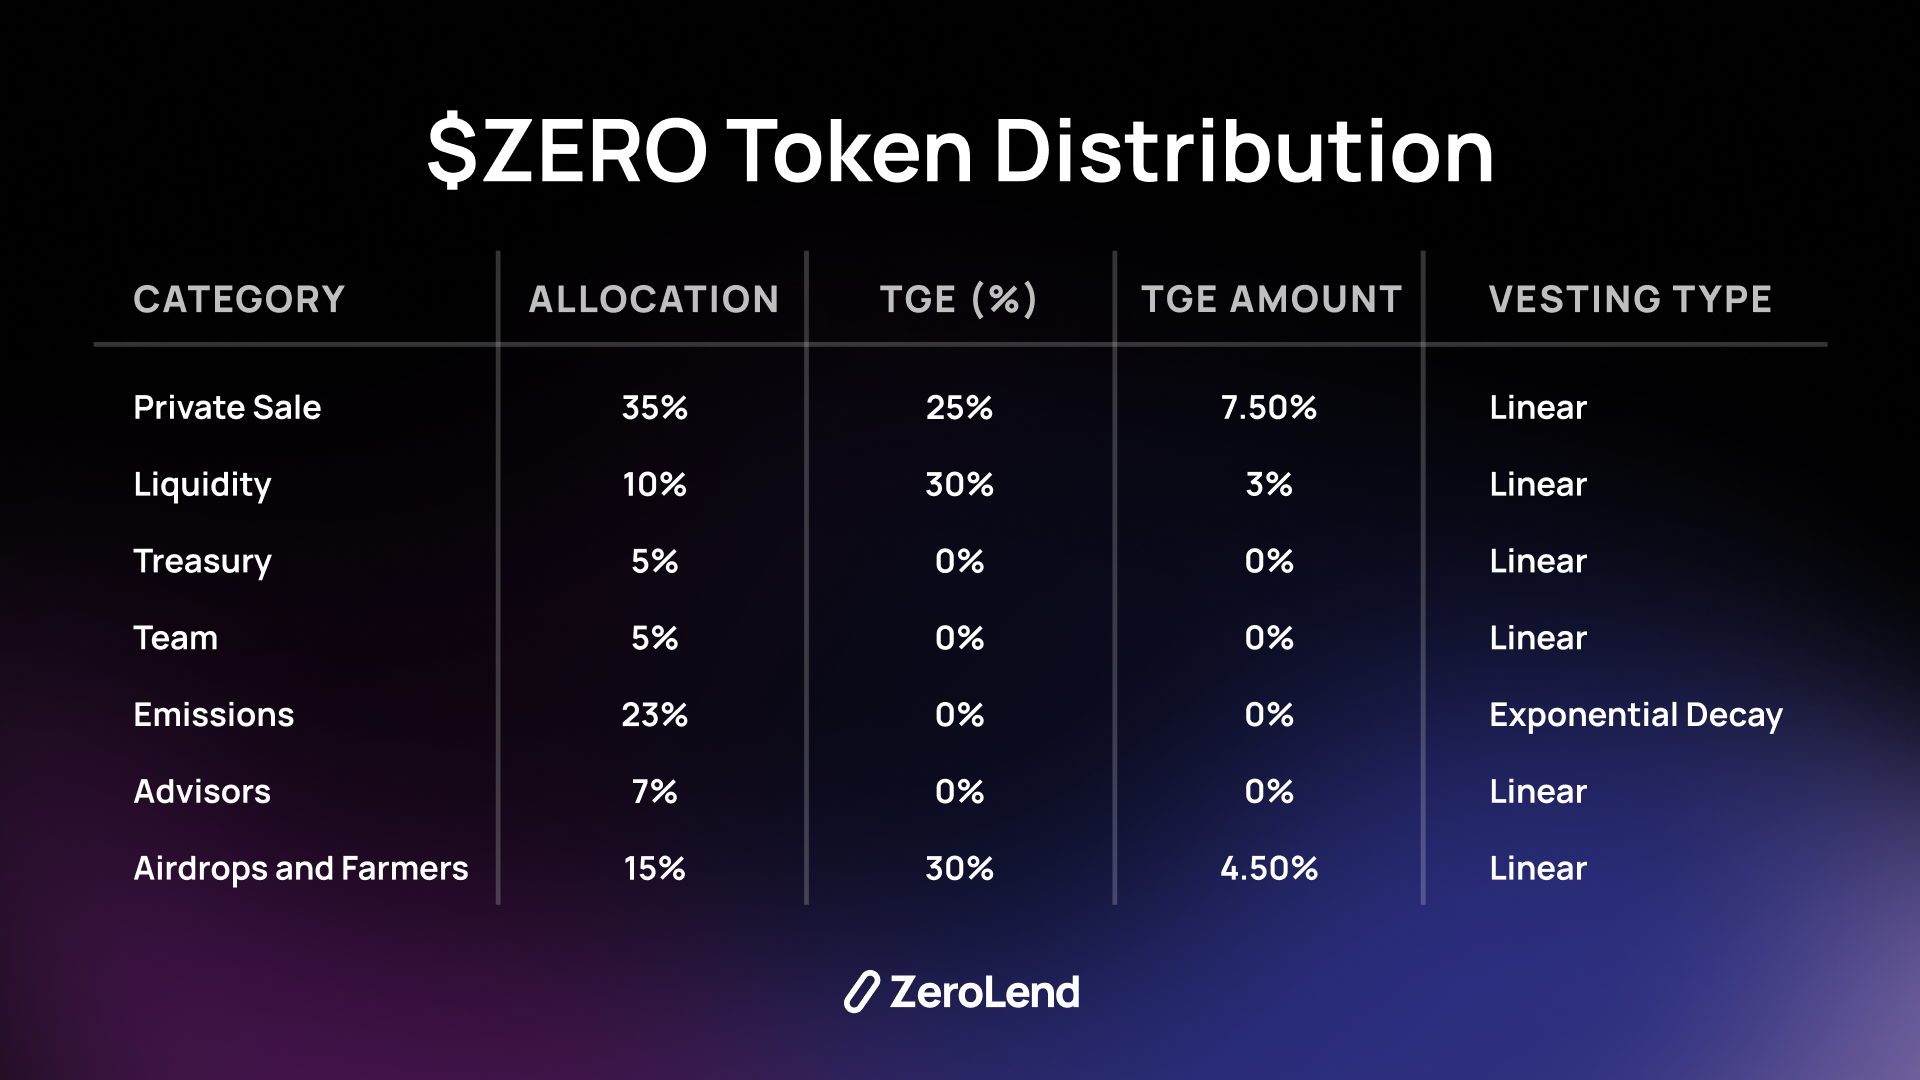 $ZERO Token Distribution
CATEGORY ALLOCATION TGE (%) TGE AMOUNT VESTING TYPE
Private Sale 35% 25% 7.50% Linear
Liquidity 10% 30% 3% Linear
Treasury 5% 0% 0% Linear
Team 5% 0% 0% Linear
Emissions 23% 0% 0% Exponential Decay
Advisors 7% 0% 0% Linear
Airdrops and Farmers 15% 30% 4.50% Linear
ZeroLend